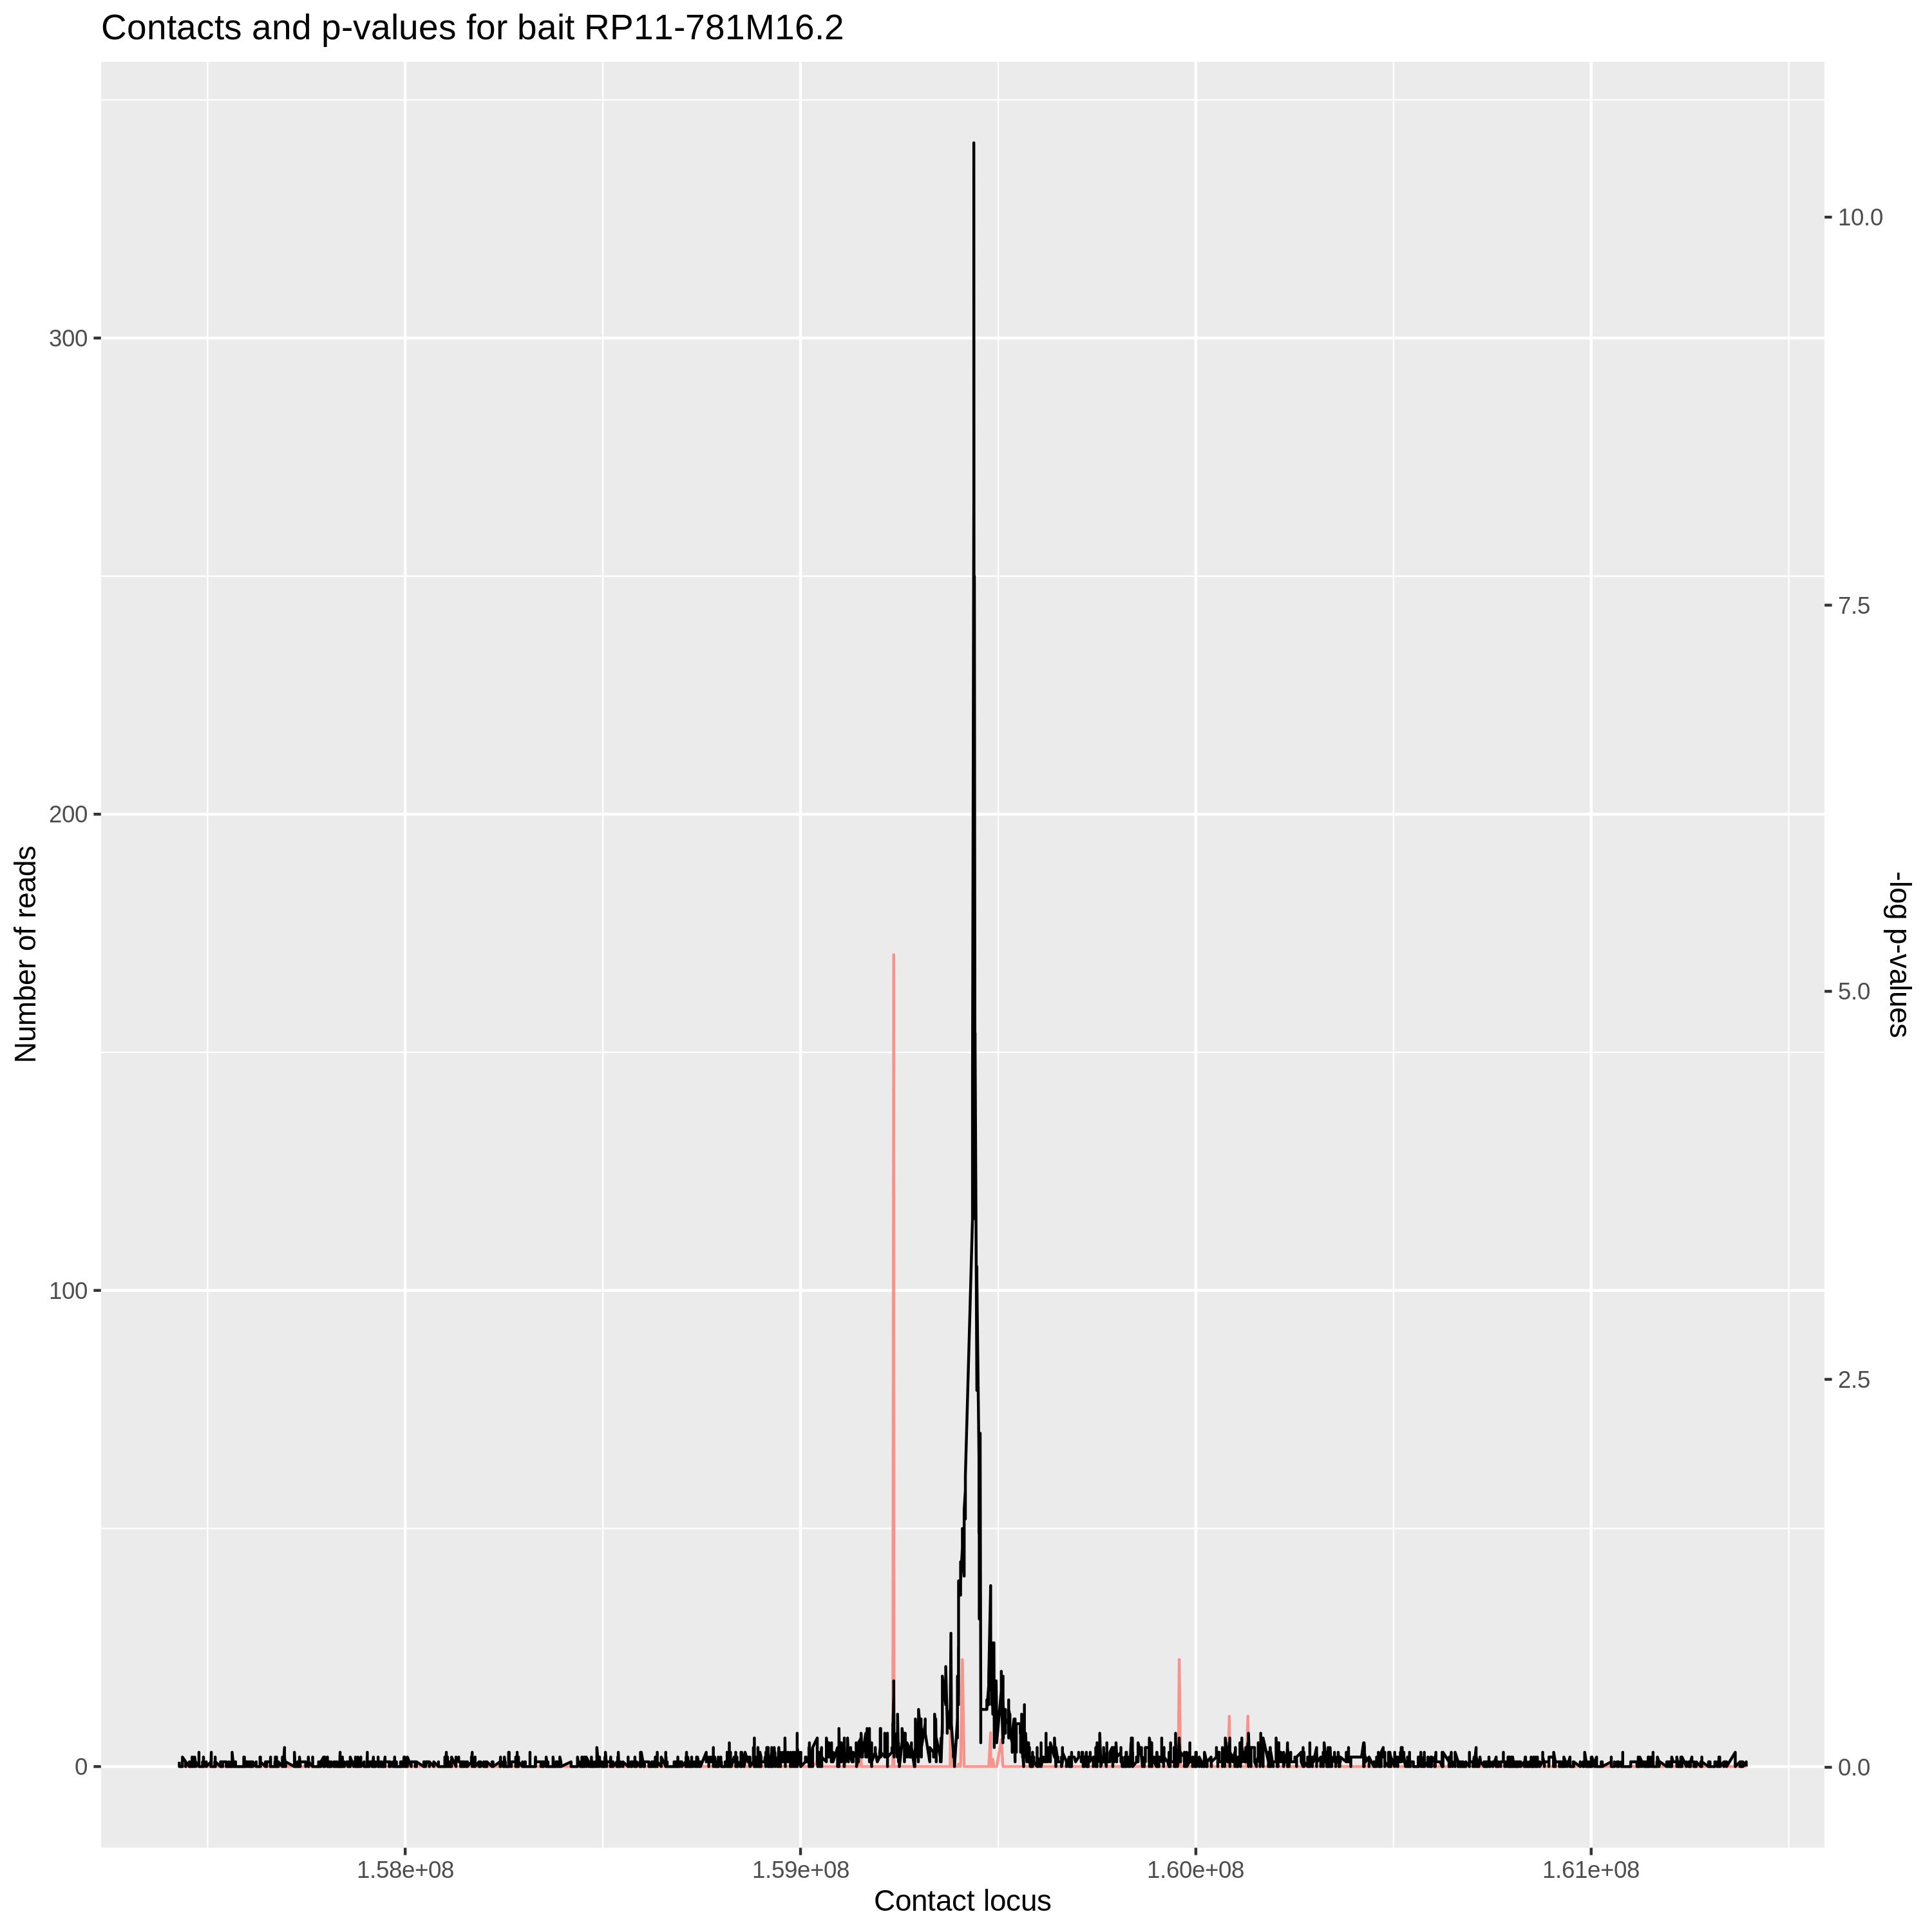 Contacts and p-values for bait RP11-781M16.2
300
200
100
0
10.0
7.5
5.0
2.5
0.0
Number of reads
-log p-values
1.58e+08
1.59e+08
1.60e+08
1.61e+08
Contact locus